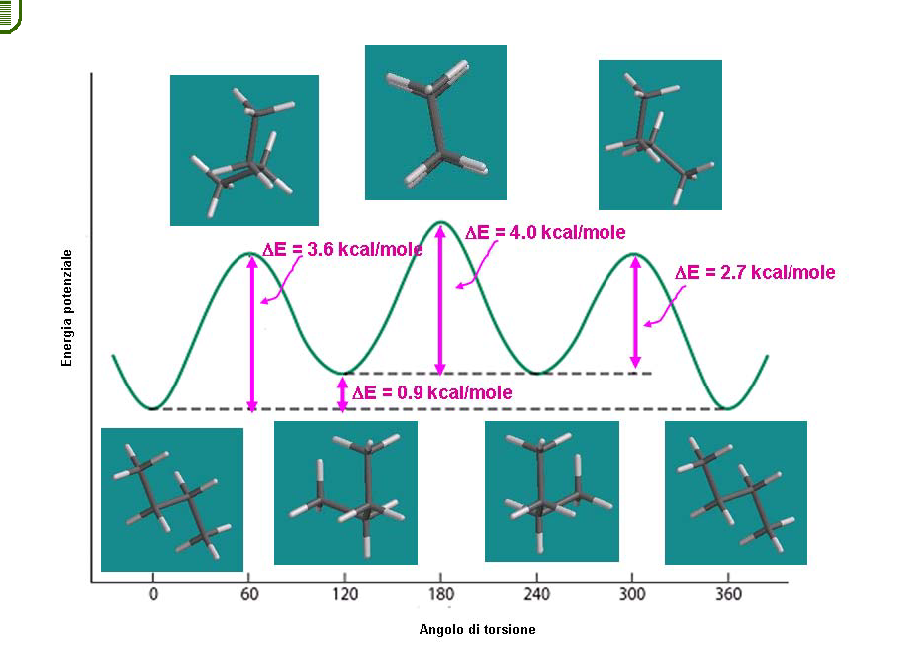 ΔE = 4.0 kcal/mole
ΔE = 3.6 kcal/mole
ΔE = 2.7 kcal/mole
ΔE = 0.9 kcal/mole
Energia potenziale
0 60 120 180 240 300 360
Angolo di torsione